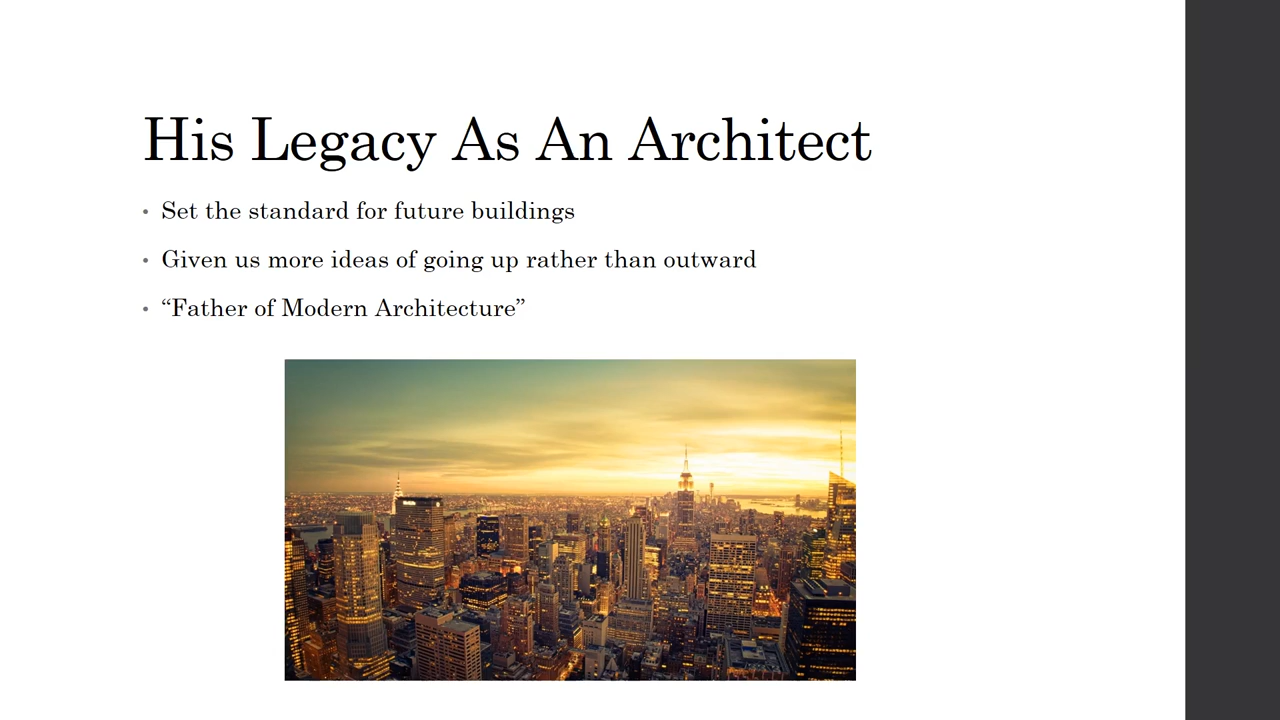 His Legacy As An Architect
• Set the standard for future buildings
• Given us more ideas of going up rather than outward
• “Father of Modern Architecture”